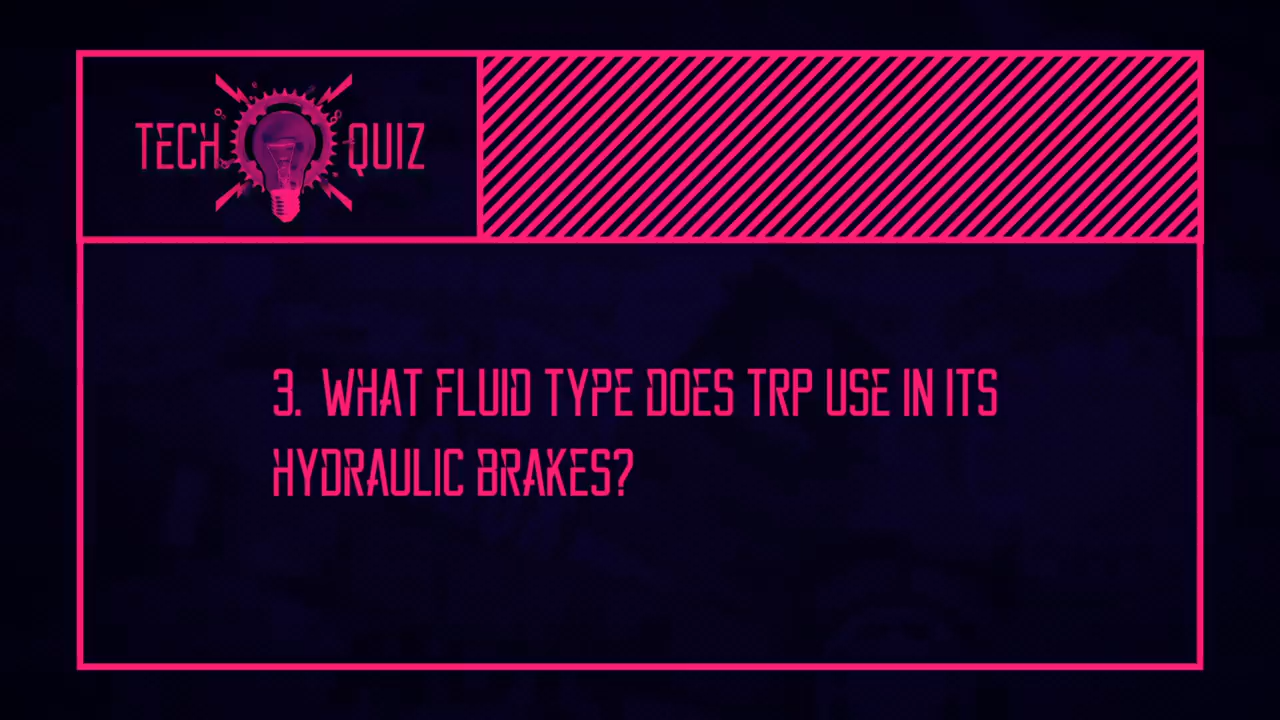 TECH QUIZ
3. WHAT FLUID TYPE DOES TRP USE IN ITS
HYDRAULIC BRAKES?